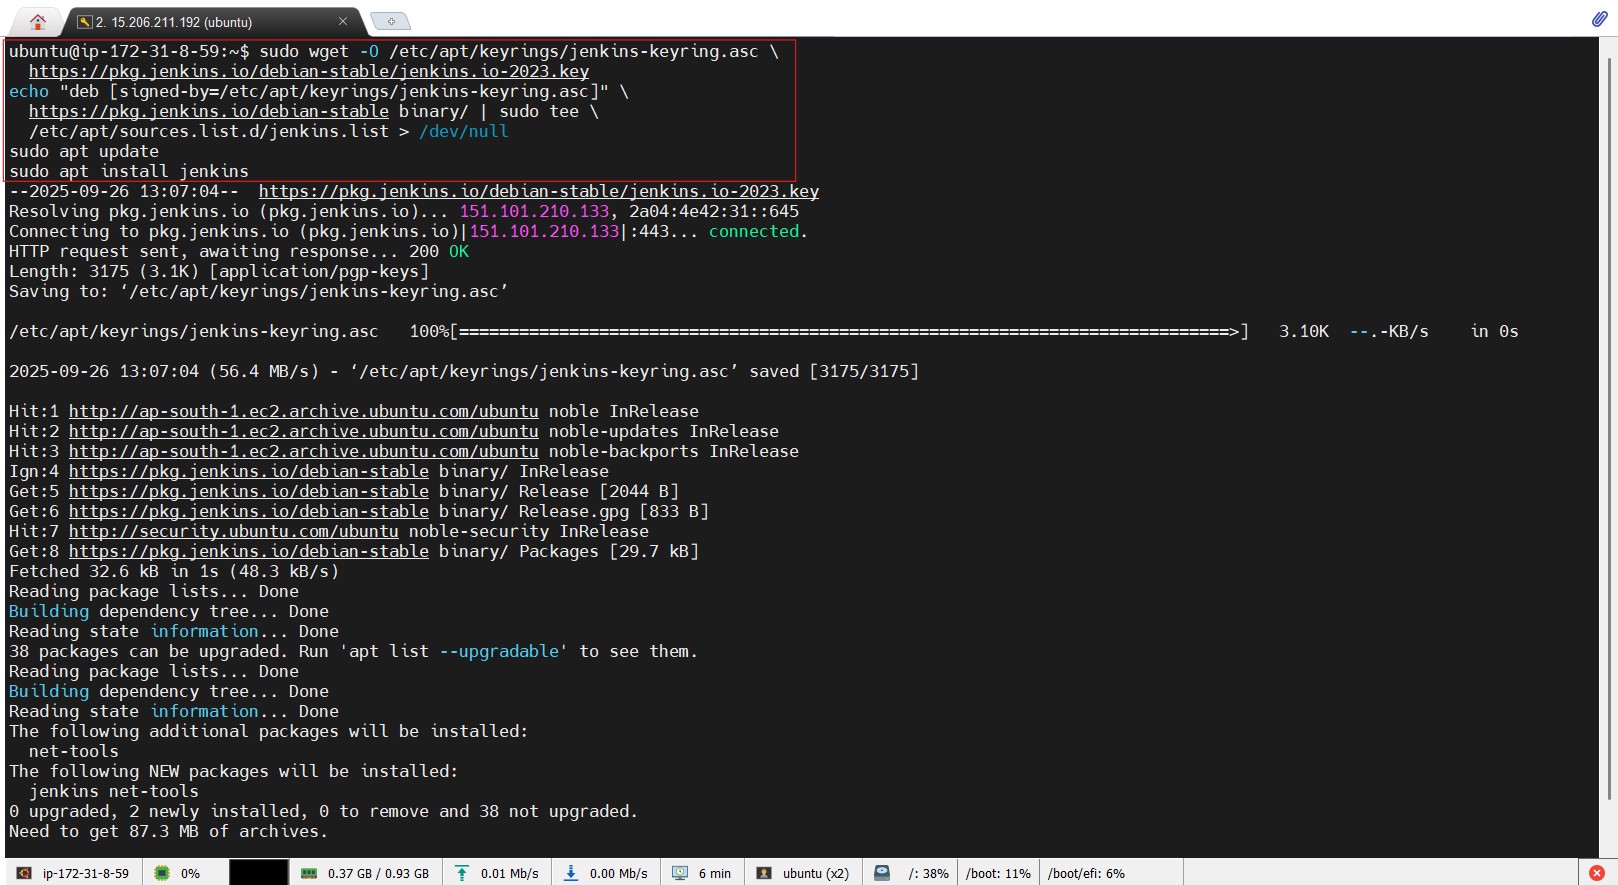 2. 15.206.211.192 (ubuntu)
ubuntu@ip-172-31-8-59:~$ sudo wget -O /etc/apt/keyrings/jenkins-keyring.asc \
  https://pkg.jenkins.io/debian-stable/jenkins.io-2023.key
echo "deb [signed-by=/etc/apt/keyrings/jenkins-keyring.asc]" \
  https://pkg.jenkins.io/debian-stable binary/ | sudo tee \
  /etc/apt/sources.list.d/jenkins.list > /dev/null
sudo apt update
sudo apt install jenkins
--2025-09-26 13:07:04--  https://pkg.jenkins.io/debian-stable/jenkins.io-2023.key
Resolving pkg.jenkins.io (pkg.jenkins.io)... 151.101.210.133, 2a04:4e42:31::645
Connecting to pkg.jenkins.io (pkg.jenkins.io)|151.101.210.133|:443... connected.
HTTP request sent, awaiting response... 200 OK
Length: 3175 (3.1K) [application/pgp-keys]
Saving to: ‘/etc/apt/keyrings/jenkins-keyring.asc’
/etc/apt/keyrings/jenkins-keyring.asc   100%[=============================================================================>]   3.10K  --.-KB/s    in 0s
2025-09-26 13:07:04 (56.4 MB/s) - ‘/etc/apt/keyrings/jenkins-keyring.asc’ saved [3175/3175]
Hit:1 http://ap-south-1.ec2.archive.ubuntu.com/ubuntu noble InRelease
Hit:2 http://ap-south-1.ec2.archive.ubuntu.com/ubuntu noble-updates InRelease
Hit:3 http://ap-south-1.ec2.archive.ubuntu.com/ubuntu noble-backports InRelease
Ign:4 https://pkg.jenkins.io/debian-stable binary/ InRelease
Get:5 https://pkg.jenkins.io/debian-stable binary/ Release [2044 B]
Get:6 https://pkg.jenkins.io/debian-stable binary/ Release.gpg [833 B]
Hit:7 http://security.ubuntu.com/ubuntu noble-security InRelease
Get:8 https://pkg.jenkins.io/debian-stable binary/ Packages [29.7 kB]
Fetched 32.6 kB in 1s (48.3 kB/s)
Reading package lists... Done
Building dependency tree... Done
Reading state information... Done
38 packages can be upgraded. Run 'apt list --upgradable' to see them.
Reading package lists... Done
Building dependency tree... Done
Reading state information... Done
The following additional packages will be installed:
  net-tools
The following NEW packages will be installed:
  jenkins net-tools
0 upgraded, 2 newly installed, 0 to remove and 38 not upgraded.
Need to get 87.3 MB of archives.
ip-172-31-8-59 0% 0.37 GB / 0.93 GB 0.01 Mb/s 0.00 Mb/s 6 min ubuntu (x2) /: 38% /boot: 11% /boot/efi: 6%